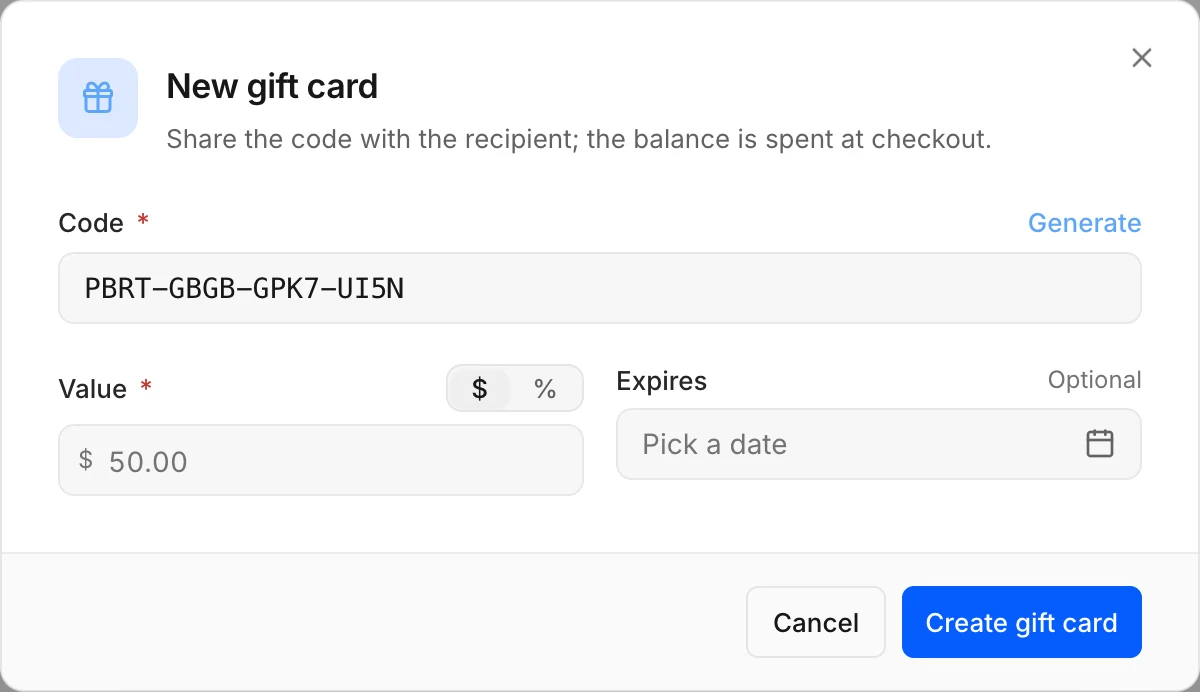 New gift card
Share the code with the recipient; the balance is spent at checkout.
Code * Generate
PBRT-GBGB-GPK7-UI5N
Value * $ % Expires Optional
$ 50.00 Pick a date
Cancel Create gift card